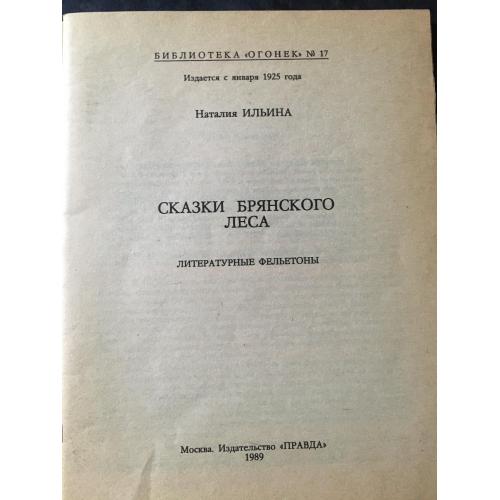 БИБЛИОТЕКА «ОГОНЕК» № 17
Издается с января 1925 года
Наталия ИЛЬИНА
СКАЗКИ БРЯНСКОГО
ЛЕСА
ЛИТЕРАТУРНЫЕ ФЕЛЬЕТОНЫ
Москва. Издательство «ПРАВДА»
1989